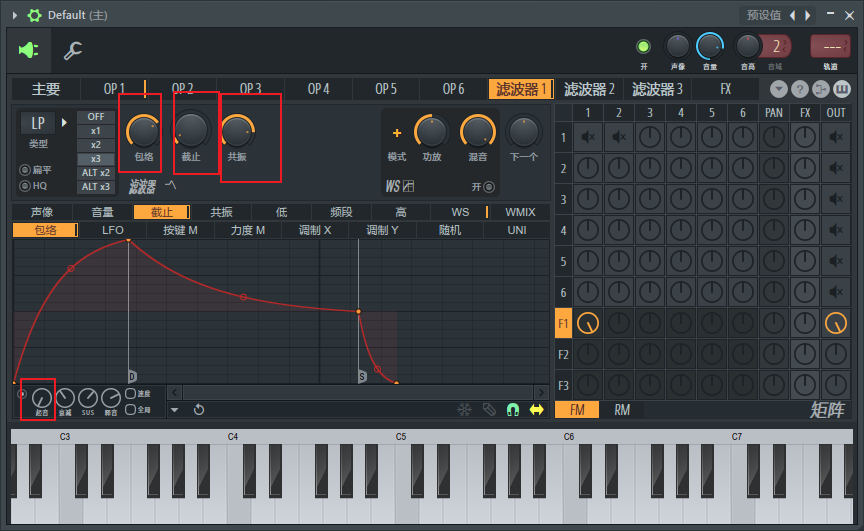 Default (主) 预设值
2 ---
开 声像 音量 音高 音域 轨道
主要 OP 1 OP 2 OP 3 OP 4 OP 5 OP 6 滤波器 1 滤波器 2 滤波器 3 FX
LP
类型
扁平
HQ
OFF
x1
x2
x3
ALT x2
ALT x3
包络 截止 共振
滤波器
模式 功放 混音 下一个
WS 开
声像 音量 截止 共振 低 频段 高 WS WMIX
包络 LFO 按键 M 力度 M 调制 X 调制 Y 随机 UNI
D S
起音 衰减 SUS 释音
速度
全局
1 2 3 4 5 6 PAN FX OUT
1
2
3
4
5
6
F1
F2
F3
FM RM 矩阵
C3 C4 C5 C6 C7